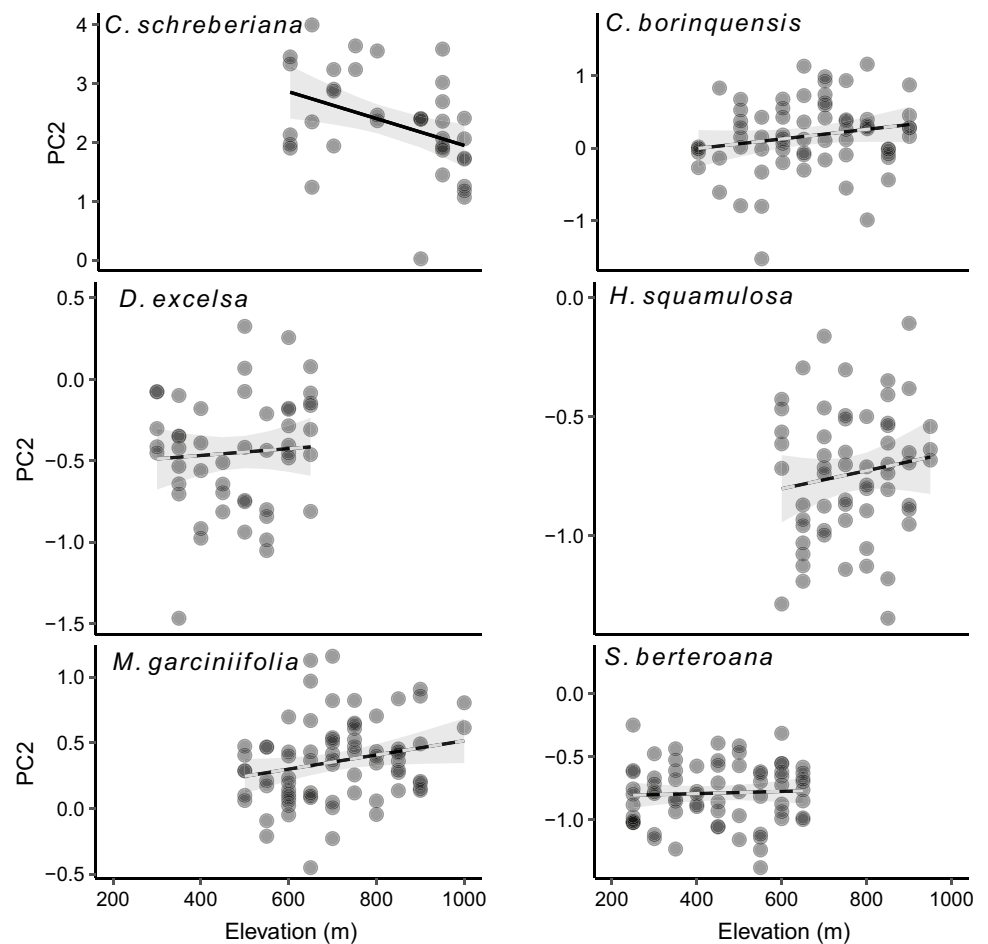 C. schreberiana
PC2
4
3
2
1
0
C. borinquensis
1
0
−1
D. excelsa
PC2
0.5
0.0
−0.5
−1.0
−1.5
H. squamulosa
0.0
−0.5
−1.0
M. garciniifolia
PC2
1.0
0.5
0.0
−0.5
200 400 600 800 1000
Elevation (m)
S. berteroana
0.0
−0.5
−1.0
200 400 600 800 1000
Elevation (m)